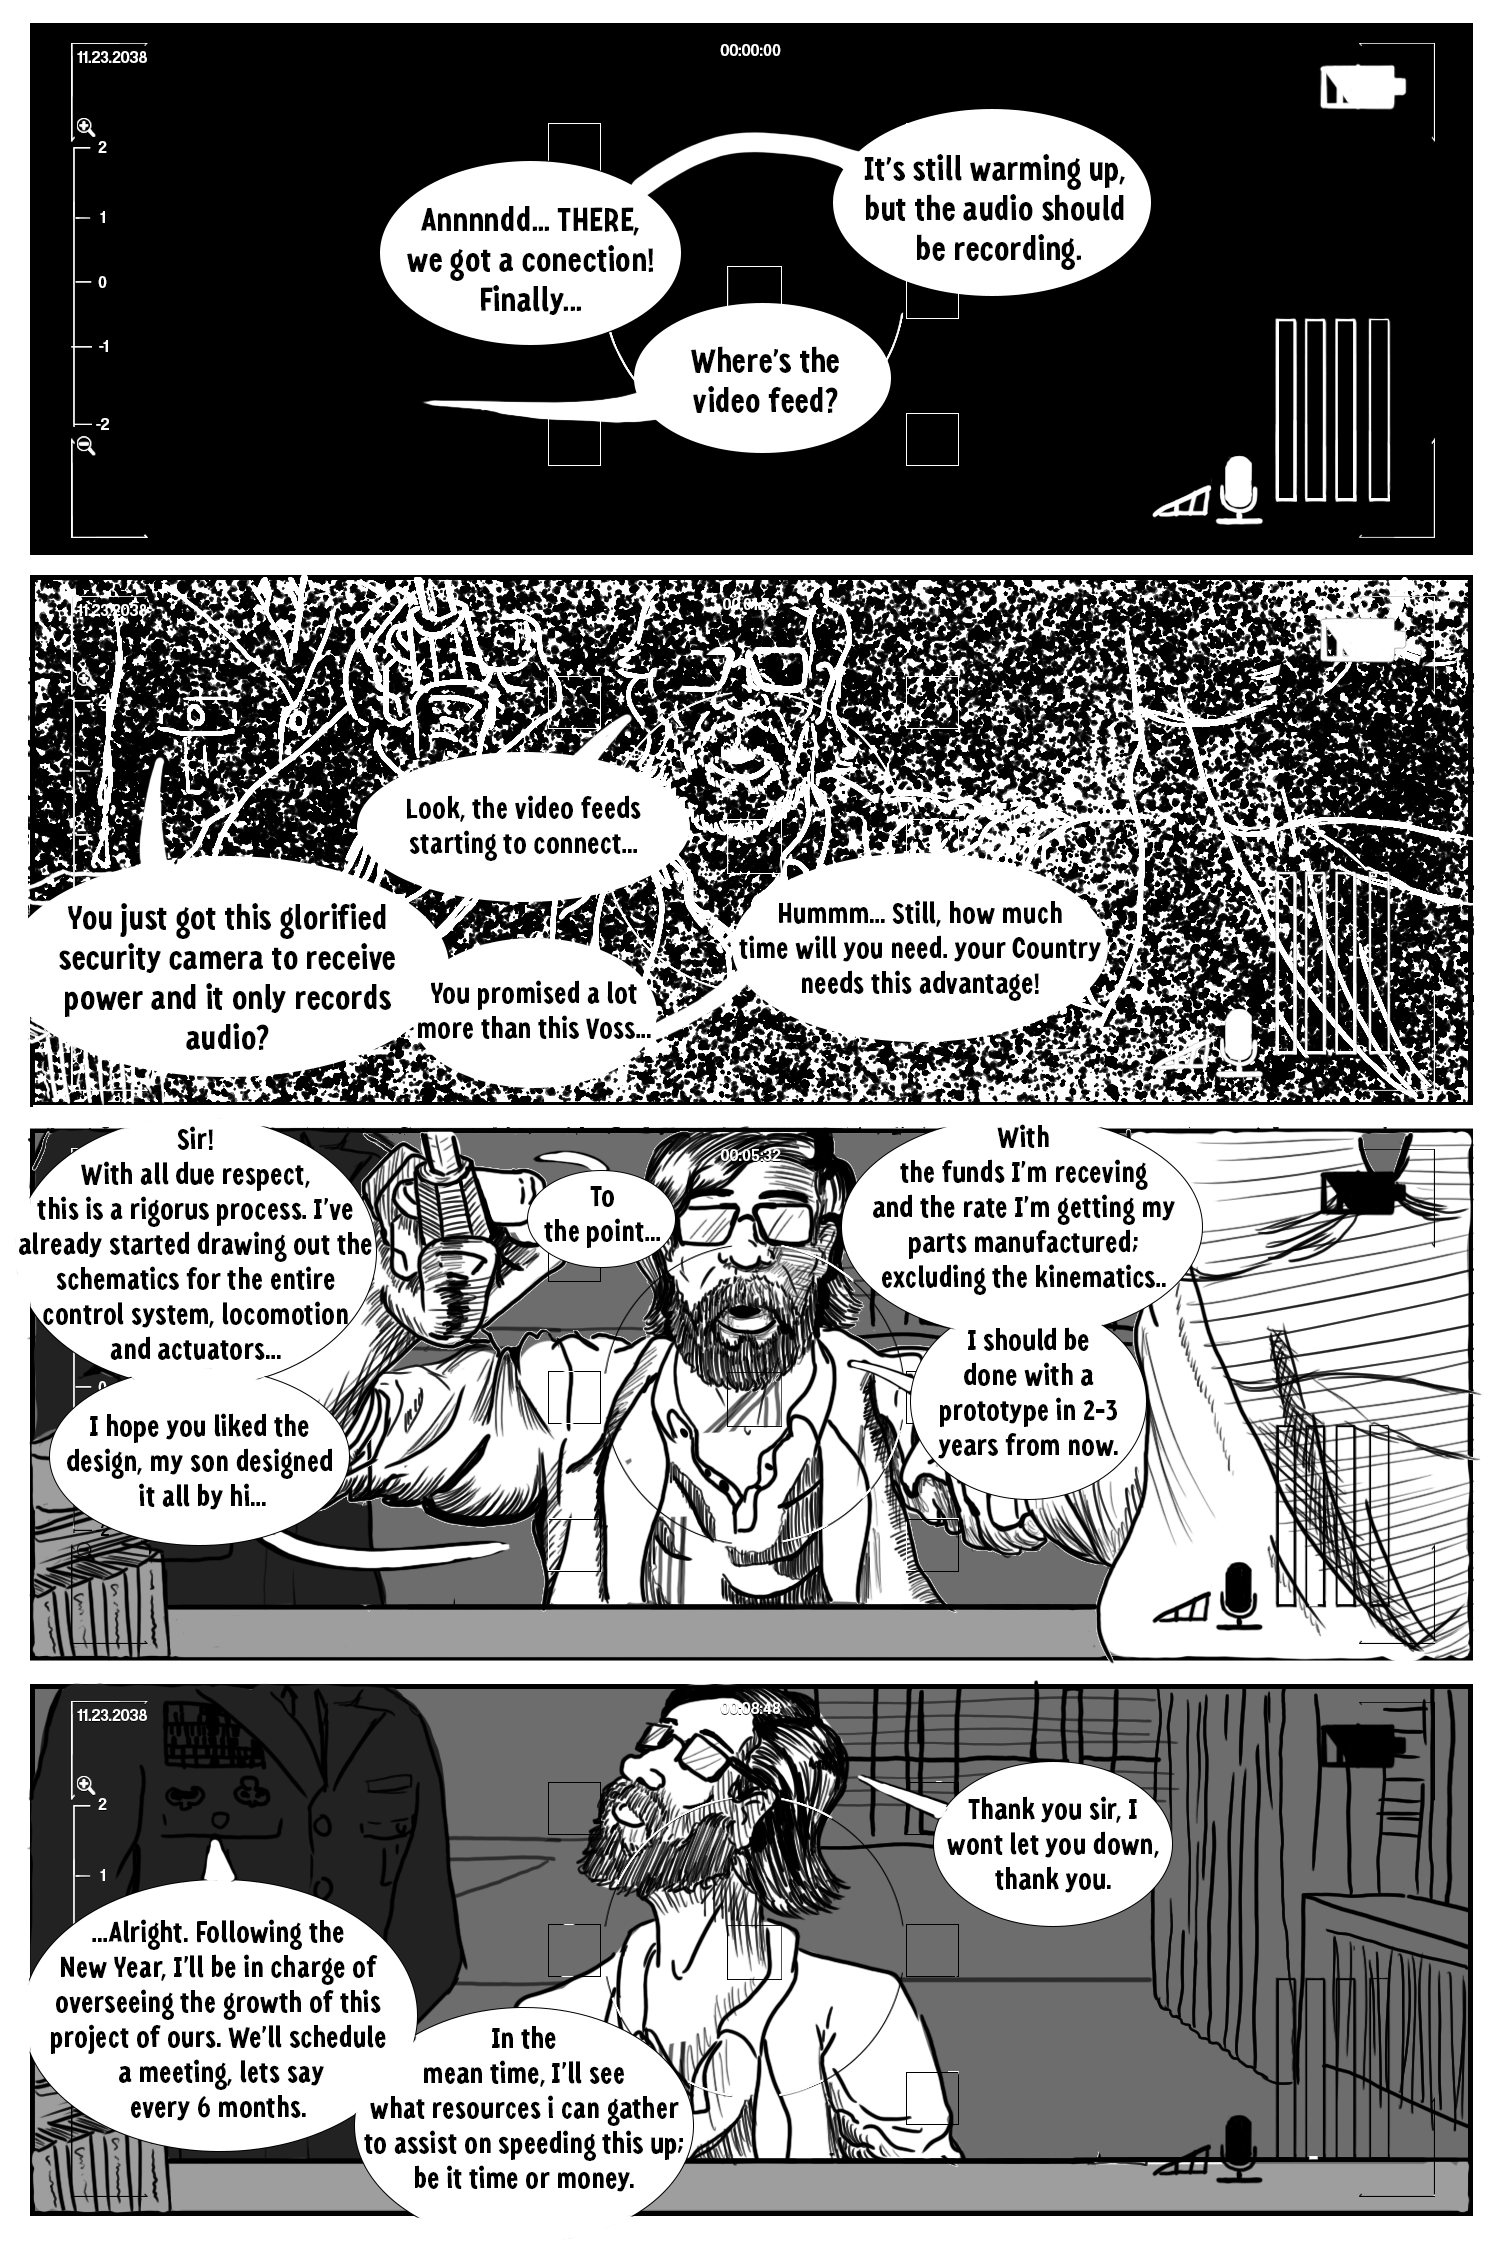 11.23.2038
00:00:00
2
1
0
-1
-2
Annnndd... THERE,
we got a conection!
Finally...
It's still warming up,
but the audio should
be recording.
Where's the
video feed?
11.23.2038
Look, the video feeds
starting to connect...
You just got this glorified
security camera to receive
power and it only records
audio?
You promised a lot
more than this Voss...
Hummm... Still, how much
time will you need. your Country
needs this advantage!
00:05:32
Sir!
With all due respect,
this is a rigorus process. I've
already started drawing out the
schematics for the entire
control system, locomotion
and actuators...
I hope you liked the
design, my son designed
it all by hi...
To
the point...
With
the funds I'm receving
and the rate I'm getting my
parts manufactured;
excluding the kinematics..
I should be
done with a
prototype in 2-3
years from now.
0
11.23.2038
00:08:48
2
1
Thank you sir, I
wont let you down,
thank you.
...Alright. Following the
New Year, I'll be in charge of
overseeing the growth of this
project of ours. We'll schedule
a meeting, lets say
every 6 months.
In the
mean time, I'll see
what resources i can gather
to assist on speeding this up;
be it time or money.